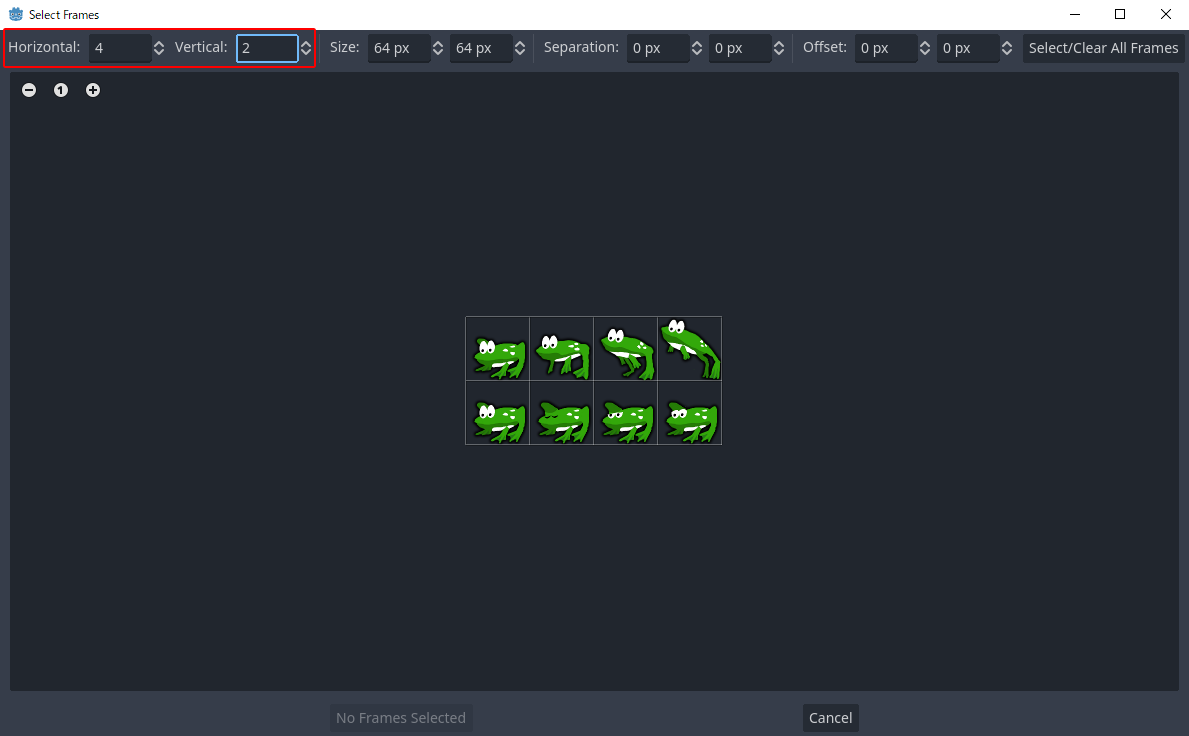 Select Frames
Horizontal: 4 Vertical: 2 Size: 64 px 64 px Separation: 0 px 0 px Offset: 0 px 0 px Select/Clear All Frames
1
No Frames Selected Cancel